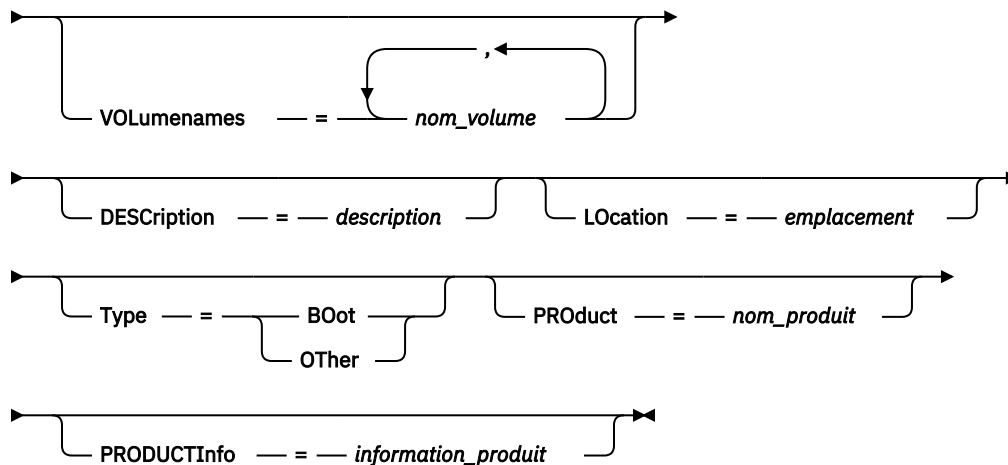 ,
VOLumenames = nom_volume
DESCription = description LOcation = emplacement
Type = BOot PROduct = nom_produit
OTher
PRODUCTInfo = information_produit